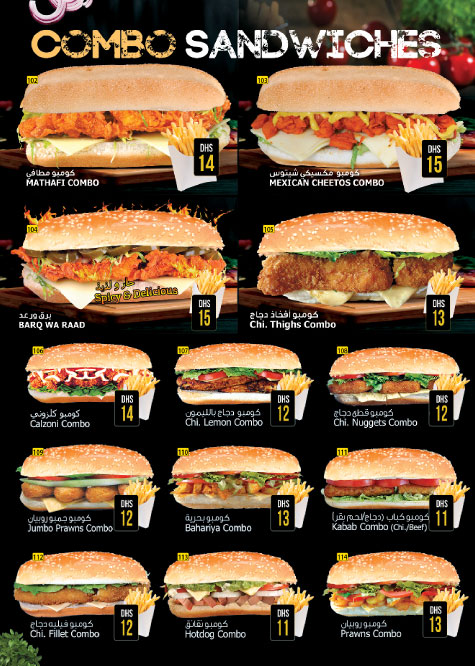 COMBO SANDWICHES
102
DHS
14
كومبو مطافي
MATHAFI COMBO
103
DHS
15
كومبو مكسيكي شيتوس
MEXICAN CHEETOS COMBO
104
حار و لذيذ
Spicy & Delicious
DHS
15
برق ورعد
BARQ WA RAAD
105
DHS
13
كومبو افخاذ دجاج
Chi. Thighs Combo
106
DHS
14
كومبو كلزوني
Calzoni Combo
107
DHS
12
كومبو دجاج بالليمون
Chi. Lemon Combo
108
DHS
12
كومبو قطع دجاج
Chi. Nuggets Combo
109
DHS
12
كومبو جمبو روبيان
Jumbo Prawns Combo
110
DHS
13
كومبو بحرية
Bahariya Combo
111
DHS
11
كومبو كباب (دجاج/لحم بقر)
Kabab Combo (Chi./Beef)
112
DHS
12
كومبو فيليه دجاج
Chi. Fillet Combo
113
DHS
11
كومبو نقانق
Hotdog Combo
114
DHS
13
كومبو روبيان
Prawns Combo